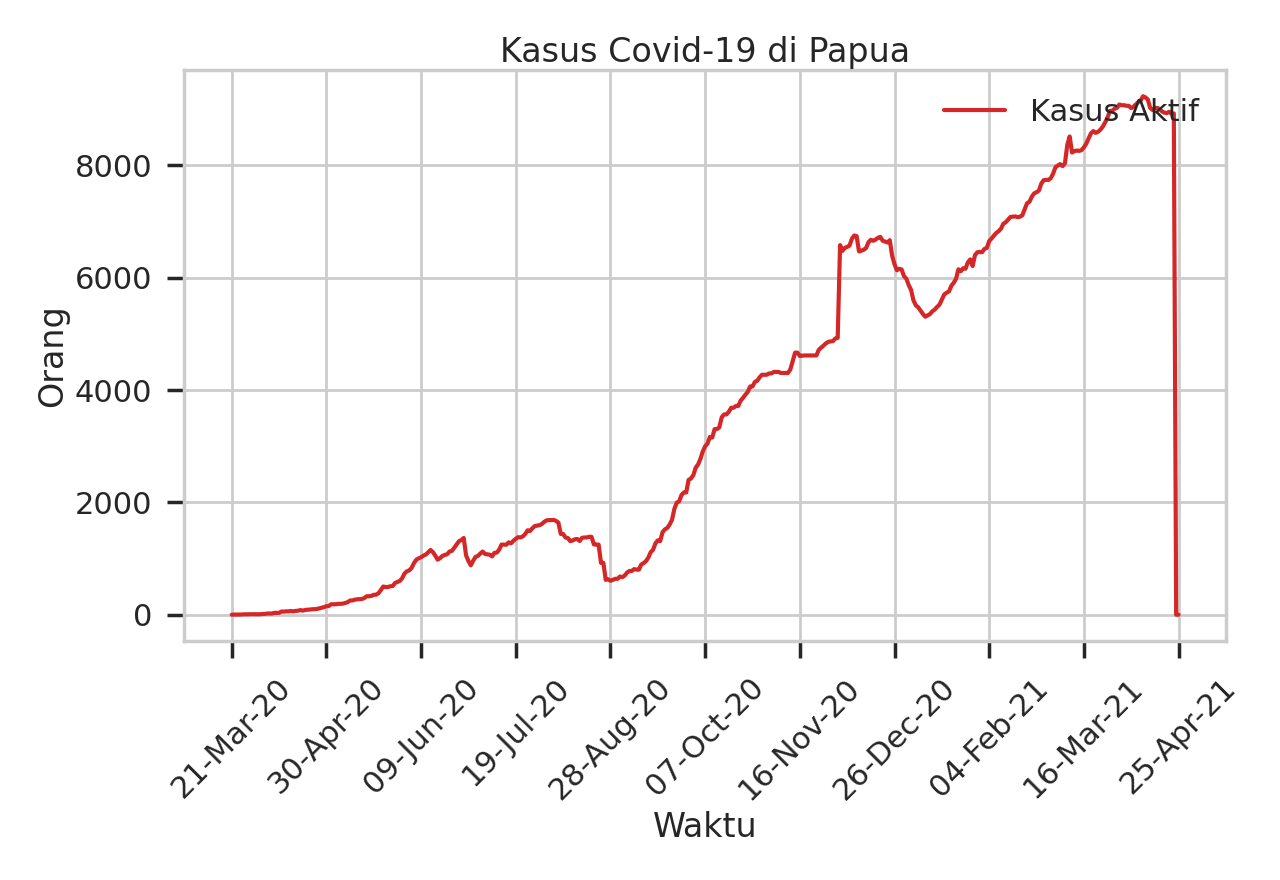 Kasus Covid-19 di Papua
Kasus Aktif
Orang
8000
6000
4000
2000
0
21-Mar-20
30-Apr-20
09-Jun-20
19-Jul-20
28-Aug-20
07-Oct-20
16-Nov-20
26-Dec-20
04-Feb-21
16-Mar-21
25-Apr-21
Waktu